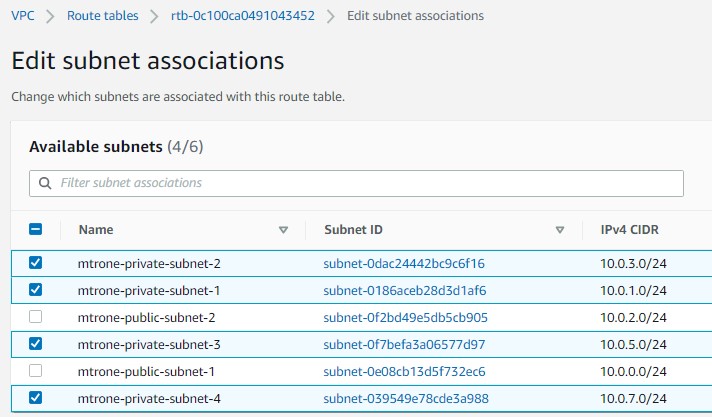 VPC > Route tables > rtb-0c100ca0491043452 > Edit subnet associations
Edit subnet associations
Change which subnets are associated with this route table.
Available subnets (4/6)
Filter subnet associations
Name Subnet ID IPv4 CIDR
mtrone-private-subnet-2 subnet-0dac24442bc9c6f16 10.0.3.0/24
mtrone-private-subnet-1 subnet-0186aceb28d3d1af6 10.0.1.0/24
mtrone-public-subnet-2 subnet-0f2bd49e5db5cb905 10.0.2.0/24
mtrone-private-subnet-3 subnet-0f7befa3a06577d97 10.0.5.0/24
mtrone-public-subnet-1 subnet-0e08cb13d5f732ec6 10.0.0.0/24
mtrone-private-subnet-4 subnet-039549e78cde3a988 10.0.7.0/24